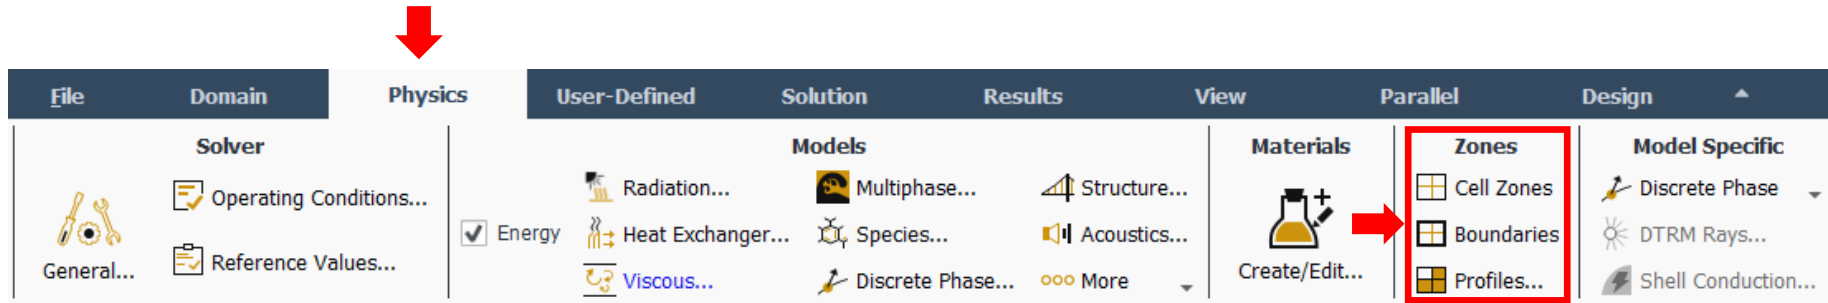 File Domain Physics User-Defined Solution Results View Parallel Design
Solver
General...
Operating Conditions...
Reference Values...
Models
Energy
Radiation...
Heat Exchanger...
Viscous...
Multiphase...
Species...
Discrete Phase...
Structure...
Acoustics...
More
Materials
Create/Edit...
Zones
Cell Zones
Boundaries
Profiles...
Model Specific
Discrete Phase
DTRM Rays...
Shell Conduction...